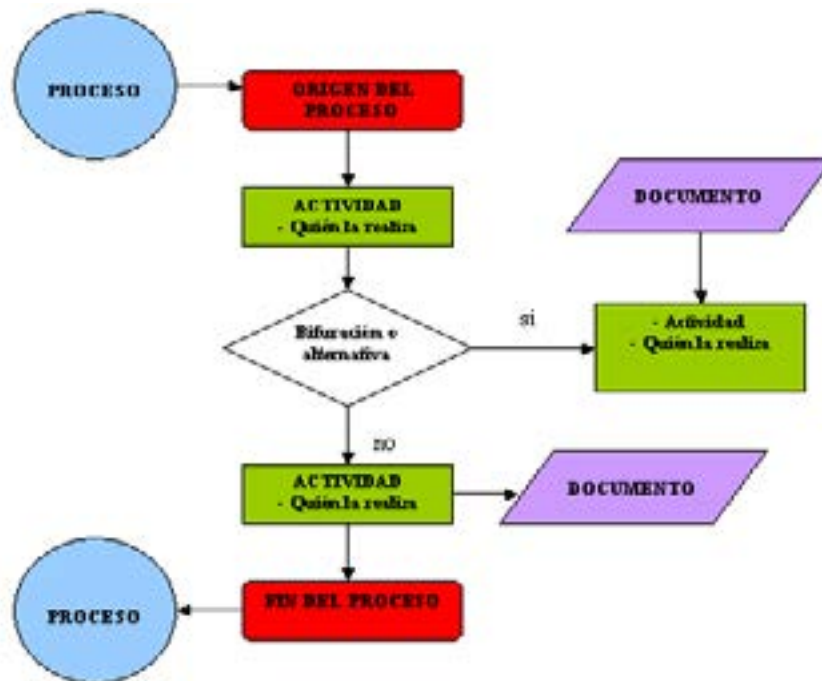 PROCESO
ORIGEN DEL
PROCESO
ACTIVIDAD
- Quién la realiza
DOCUMENTO
Bifuración o
alternativa
si
- Actividad
- Quién la realiza
no
ACTIVIDAD
- Quién la realiza
DOCUMENTO
PROCESO
FIN DEL PROCESO